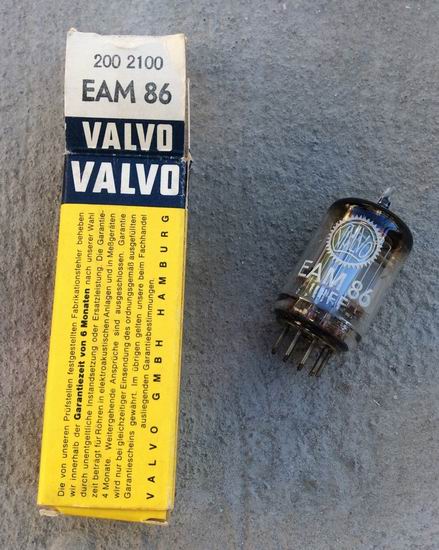 200 2100
EAM 86
VALVO
VALVO
Die von unseren Prüfstellen festgestellten Fabrikationsfehler beheben
wir innerhalb der Garantiezeit von 6 Monaten nach unserer Wahl
durch unentgeltliche Instandsetzung oder Ersatzleistung. Die Garantie-
zeit beträgt für Röhren in elektroakustischen Anlagen und in Meßgeräten
4 Monate. Weitergehende Ansprüche sind ausgeschlossen. Garantie
wird nur bei gleichzeitiger Einsendung des ordnungsgemäß ausgefüllten
Garantiescheins gewährt. Im übrigen gelten unsere beim Fachhandel
ausliegenden Garantiebestimmungen.
VALVO GMBH HAMBURG
VALVO
EAM 86